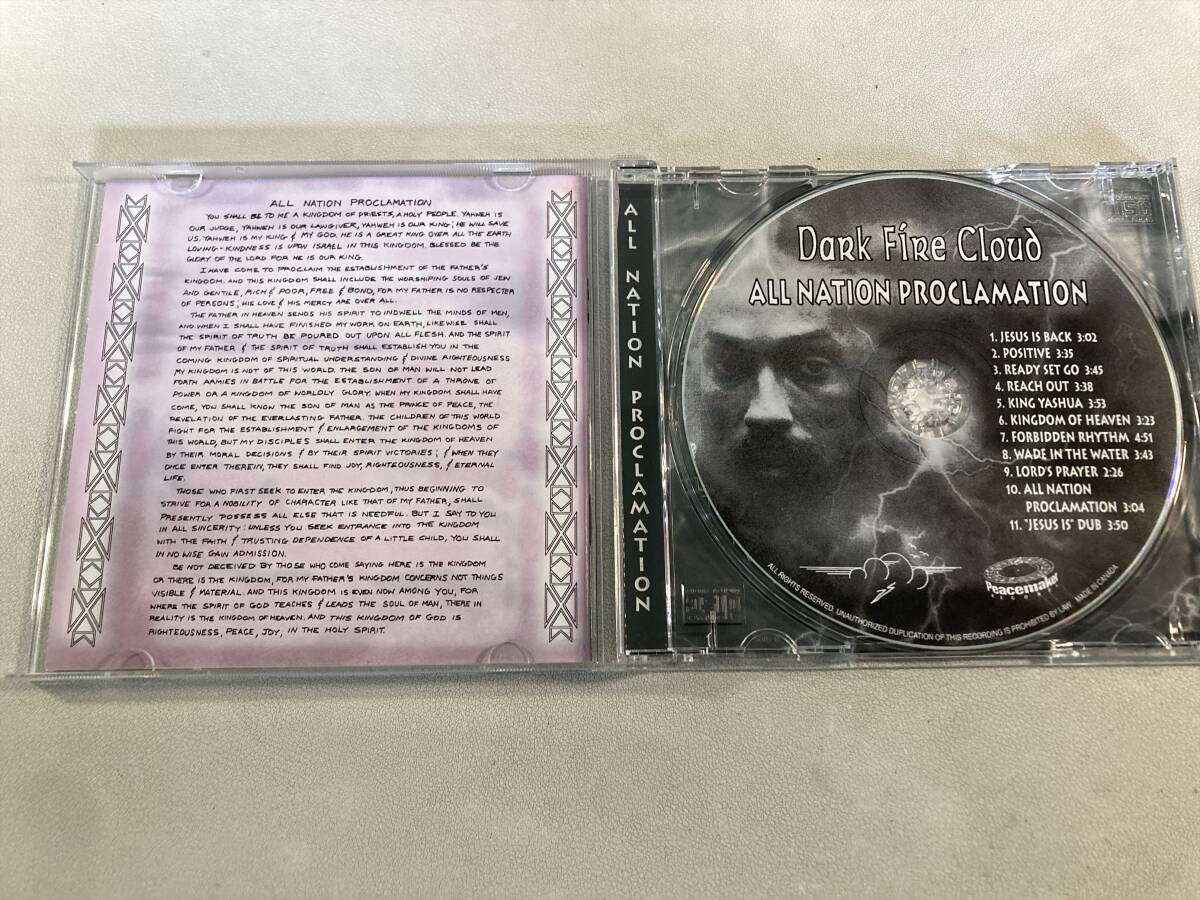 ALL NATION PROCLAMATION
YOU SHALL BE TO ME A KINGDOM OF PRIESTS, A HOLY PEOPLE. YAHWEH IS
OUR JUDGE, YAHWEH IS OUR LAWGIVER, YAHWEH IS OUR KING; HE WILL SAVE
US. YAHWEH IS MY KING & MY GOD. HE IS A GREAT KING OVER ALL THE EARTH.
LOVING-KINDNESS IS UPON ISRAEL IN THIS KINGDOM. BLESSED BE THE
GLORY OF THE LORD FOR HE IS OUR KING.
I HAVE COME TO PROCLAIM THE ESTABLISHMENT OF THE FATHER'S
KINGDOM. AND THIS KINGDOM SHALL INCLUDE THE WORSHIPING SOULS OF JEW
AND GENTILE, RICH & POOR, FREE & BOND, FOR MY FATHER IS NO RESPECTER
OF PERSONS; HIS LOVE & HIS MERCY ARE OVER ALL.
THE FATHER IN HEAVEN SENDS HIS SPIRIT TO INDWELL THE MINDS OF MEN,
AND WHEN I SHALL HAVE FINISHED MY WORK ON EARTH, LIKEWISE SHALL
THE SPIRIT OF TRUTH BE POURED OUT UPON ALL FLESH. AND THE SPIRIT
OF MY FATHER & THE SPIRIT OF TRUTH SHALL ESTABLISH YOU IN THE
COMING KINGDOM OF SPIRITUAL UNDERSTANDING & DIVINE RIGHTEOUSNESS
MY KINGDOM IS NOT OF THIS WORLD. THE SON OF MAN WILL NOT LEAD
FORTH ARMIES IN BATTLE FOR THE ESTABLISHMENT OF A THRONE OF
POWER OR A KINGDOM OF WORLDLY GLORY. WHEN MY KINGDOM SHALL HAVE
COME, YOU SHALL KNOW THE SON OF MAN AS THE PRINCE OF PEACE, THE
REVELATION OF THE EVERLASTING FATHER. THE CHILDREN OF THIS WORLD
FIGHT FOR THE ESTABLISHMENT & ENLARGEMENT OF THE KINGDOMS OF
THIS WORLD, BUT MY DISCIPLES SHALL ENTER THE KINGDOM OF HEAVEN
BY THEIR MORAL DECISIONS & BY THEIR SPIRIT VICTORIES; & WHEN THEY
ONCE ENTER THEREIN, THEY SHALL FIND JOY, RIGHTEOUSNESS, & ETERNAL
LIFE.
THOSE WHO FIRST SEEK TO ENTER THE KINGDOM, THUS BEGINNING TO
STRIVE FOR A NOBILITY OF CHARACTER LIKE THAT OF MY FATHER, SHALL
PRESENTLY POSSESS ALL ELSE THAT IS NEEDFUL. BUT I SAY TO YOU
IN ALL SINCERITY: UNLESS YOU SEEK ENTRANCE INTO THE KINGDOM
WITH THE FAITH & TRUSTING DEPENDENCE OF A LITTLE CHILD, YOU SHALL
IN NO WISE GAIN ADMISSION.
BE NOT DECEIVED BY THOSE WHO COME SAYING HERE IS THE KINGDOM
OR THERE IS THE KINGDOM, FOR MY FATHER'S KINGDOM CONCERNS NOT THINGS
VISIBLE & MATERIAL. AND THIS KINGDOM IS EVEN NOW AMONG YOU, FOR
WHERE THE SPIRIT OF GOD TEACHES & LEADS THE SOUL OF MAN, THERE IN
REALITY IS THE KINGDOM OF HEAVEN. AND THIS KINGDOM OF GOD IS
RIGHTEOUSNESS, PEACE, JOY, IN THE HOLY SPIRIT.
ALL NATION PROCLAMATION
Dark Fire Cloud
ALL NATION PROCLAMATION
1. JESUS IS BACK 3:02
2. POSITIVE 3:35
3. READY SET GO 3:45
4. REACH OUT 3:38
5. KING YASHUA 3:53
6. KINGDOM OF HEAVEN 3:23
7. FORBIDDEN RHYTHM 4:51
8. WADE IN THE WATER 3:43
9. LORD'S PRAYER 2:26
10. ALL NATION
PROCLAMATION 3:04
11. 'JESUS IS' DUB 3:50
Peacemaker
RECORDS
ALL RIGHTS RESERVED. UNAUTHORIZED DUPLICATION OF THIS RECORDING IS PROHIBITED BY LAW. MADE IN CANADA